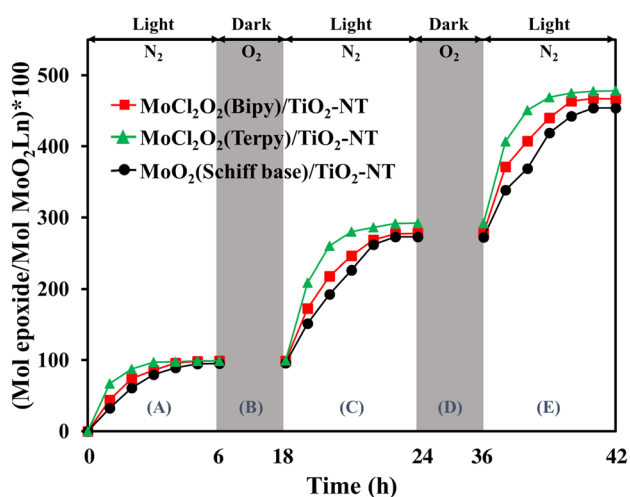 Light Dark Light Dark Light
N2 O2 N2 O2 N2
500
400
300
200
100
0
(Mol epoxide/Mol MoO2Ln)*100
MoCl2O2(Bipy)/TiO2-NT
MoCl2O2(Terpy)/TiO2-NT
MoO2(Schiff base)/TiO2-NT
(A) (B) (C) (D) (E)
0 6 18 24 36 42
Time (h)